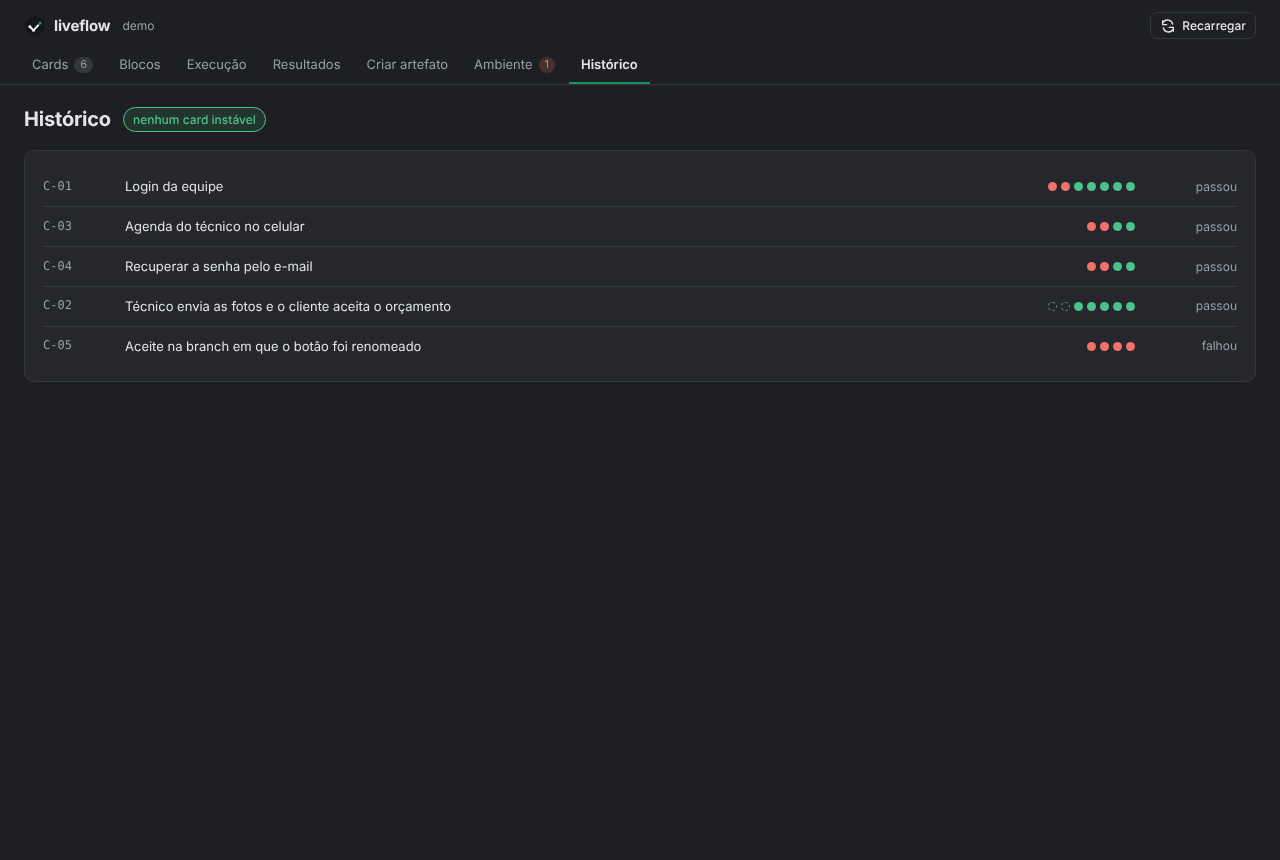 liveflow demo
Recarregar
Cards 6 Blocos Execução Resultados Criar artefato Ambiente 1 Histórico
Histórico nenhum card instável
C-01 Login da equipe passou
C-03 Agenda do técnico no celular passou
C-04 Recuperar a senha pelo e-mail passou
C-02 Técnico envia as fotos e o cliente aceita o orçamento passou
C-05 Aceite na branch em que o botão foi renomeado falhou